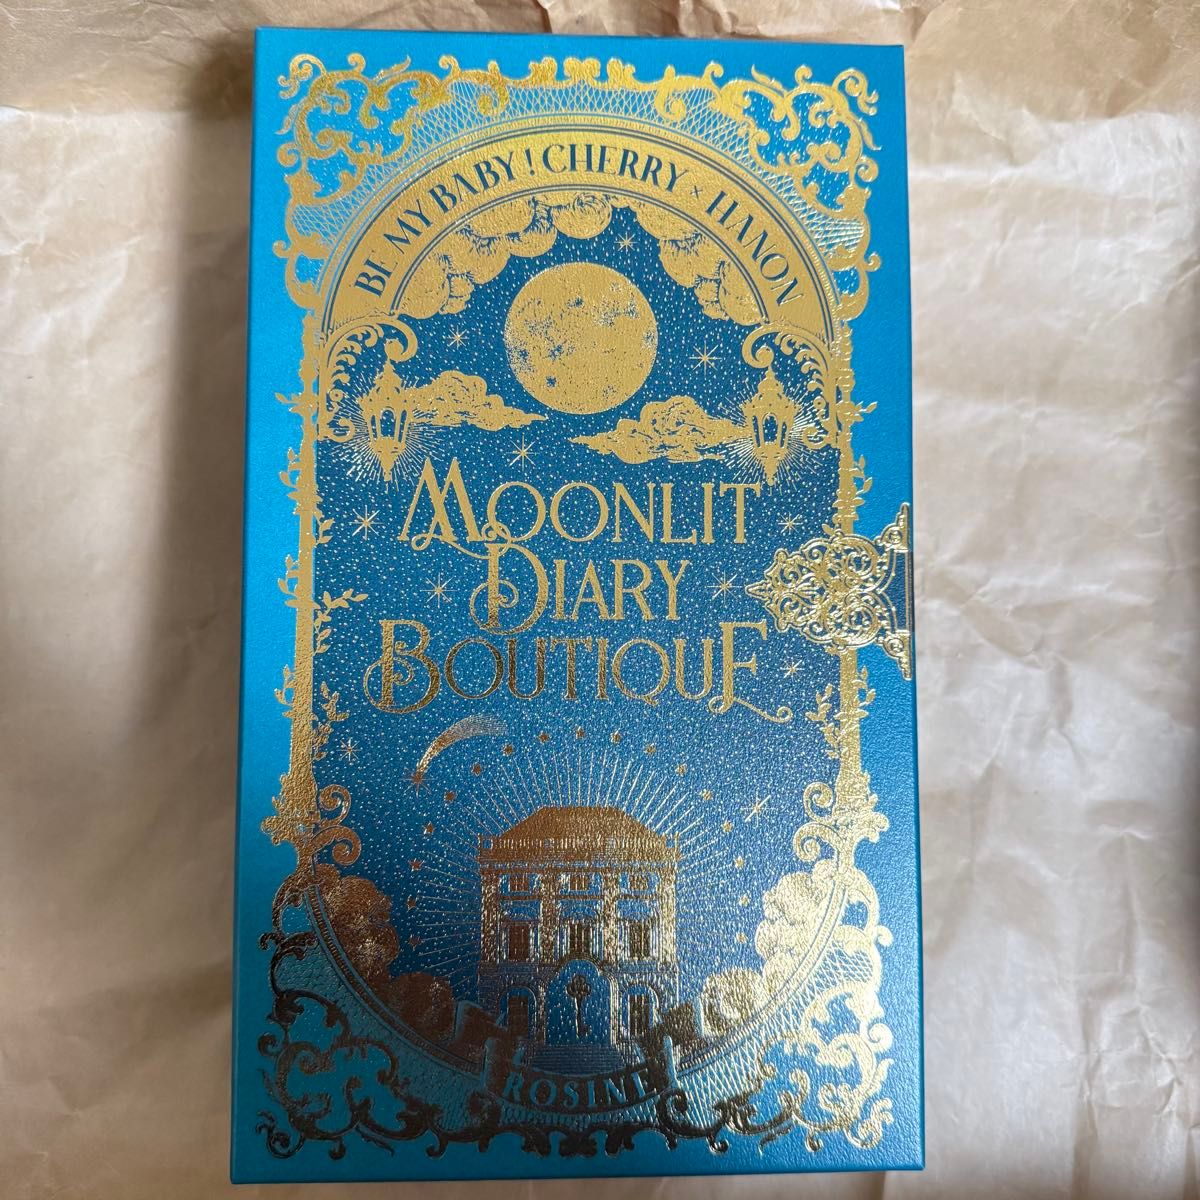 BE MY BABY! CHERRY × HANON
MOONLIT
DIARY
BOUTIQUE
ROSINE